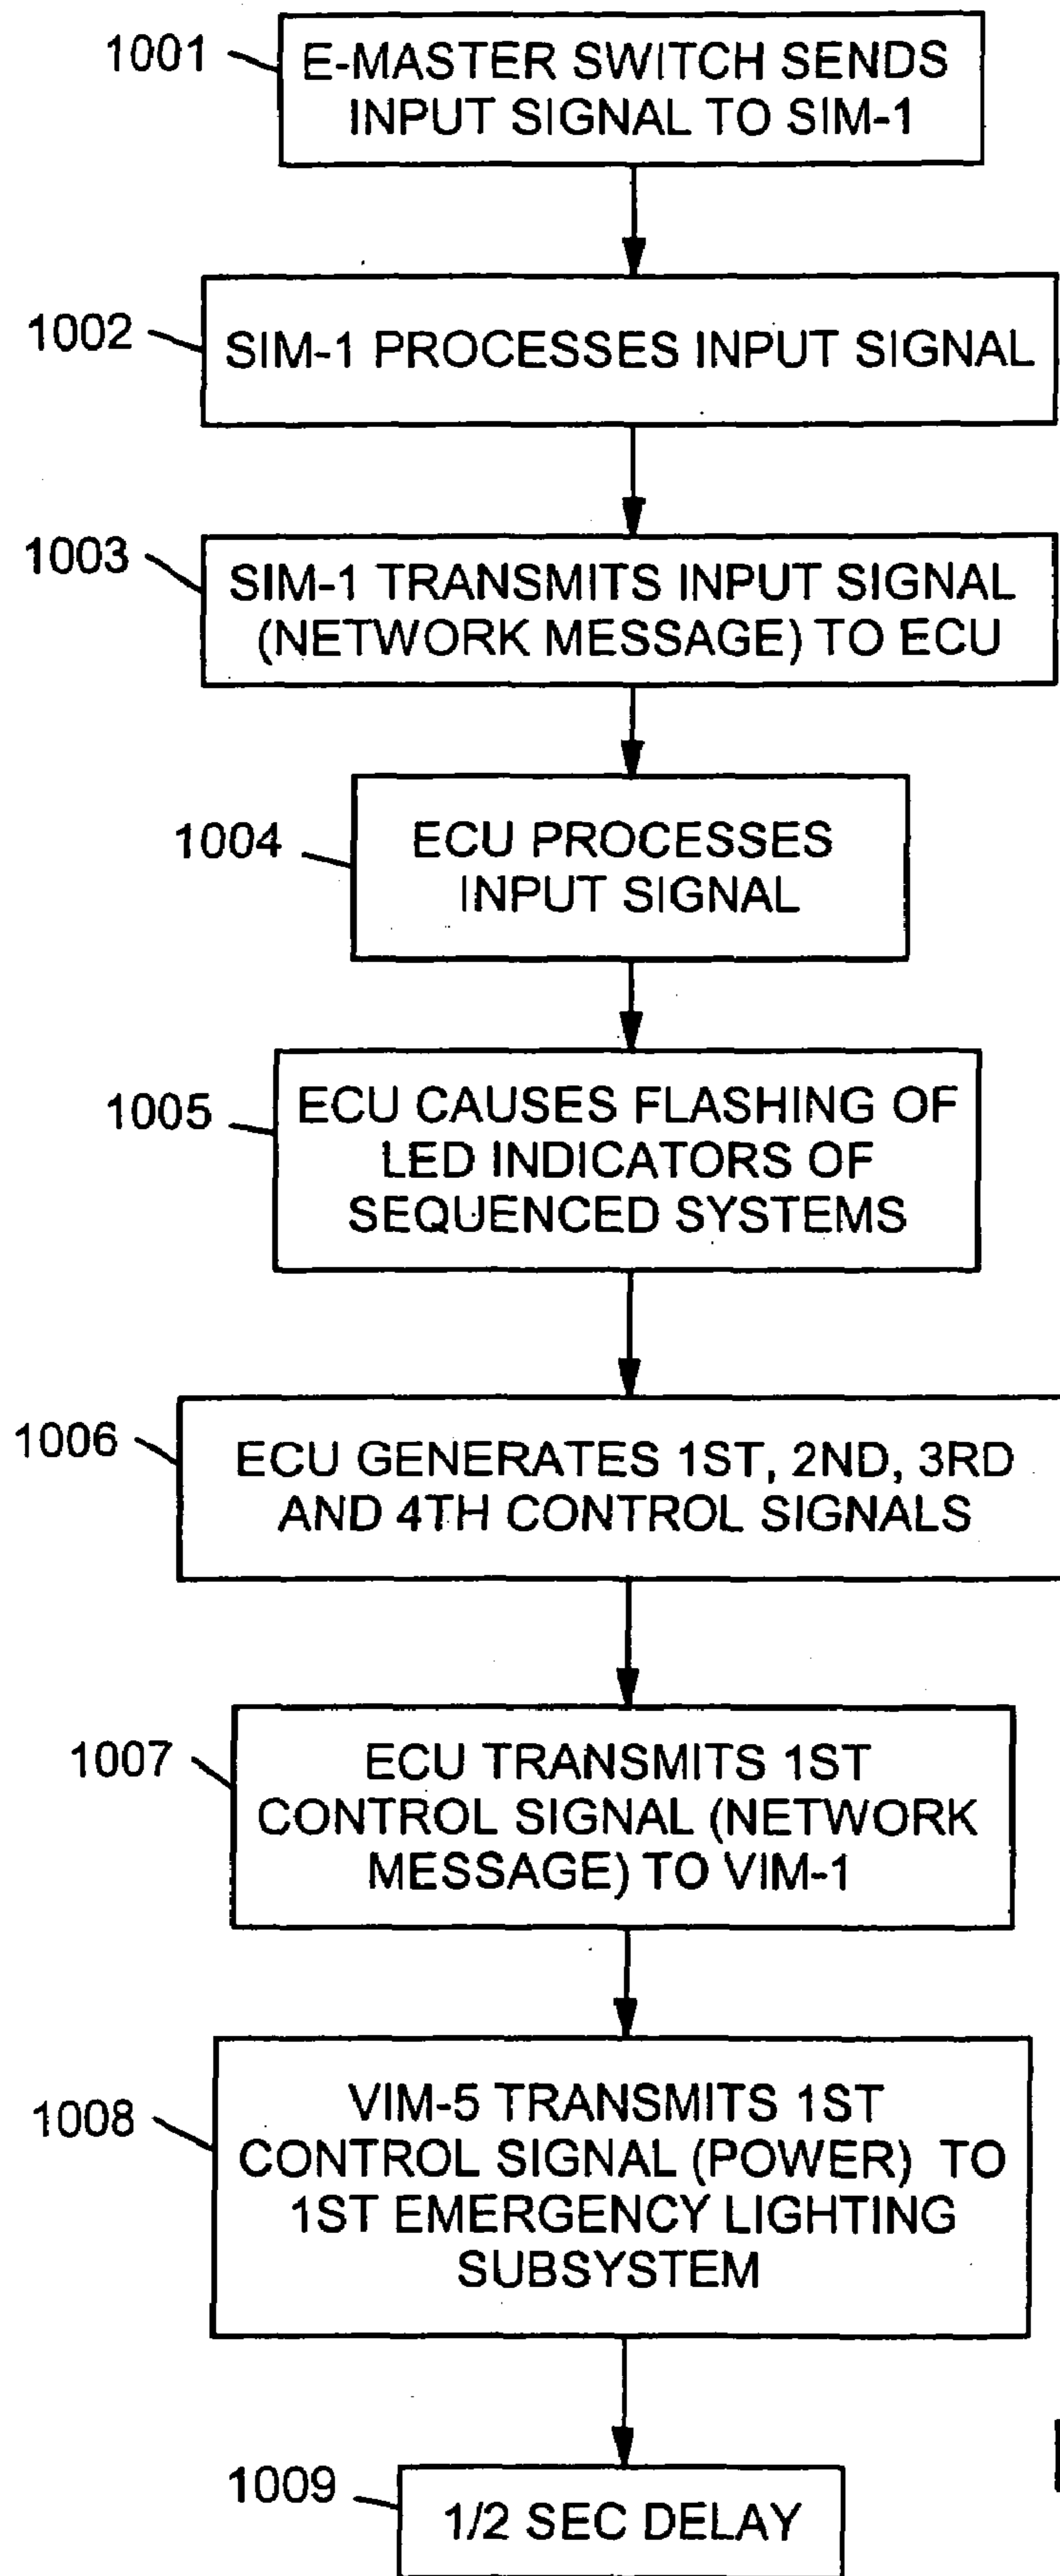 1001
E-MASTER SWITCH SENDS
INPUT SIGNAL TO SIM-1
1002
SIM-1 PROCESSES INPUT SIGNAL
1003
SIM-1 TRANSMITS INPUT SIGNAL
(NETWORK MESSAGE) TO ECU
1004
ECU PROCESSES
INPUT SIGNAL
1005
ECU CAUSES FLASHING OF
LED INDICATORS OF
SEQUENCED SYSTEMS
1006
ECU GENERATES 1ST, 2ND, 3RD
AND 4TH CONTROL SIGNALS
1007
ECU TRANSMITS 1ST
CONTROL SIGNAL (NETWORK
MESSAGE) TO VIM-1
1008
VIM-5 TRANSMITS 1ST
CONTROL SIGNAL (POWER) TO
1ST EMERGENCY LIGHTING
SUBSYSTEM
1009
1/2 SEC DELAY